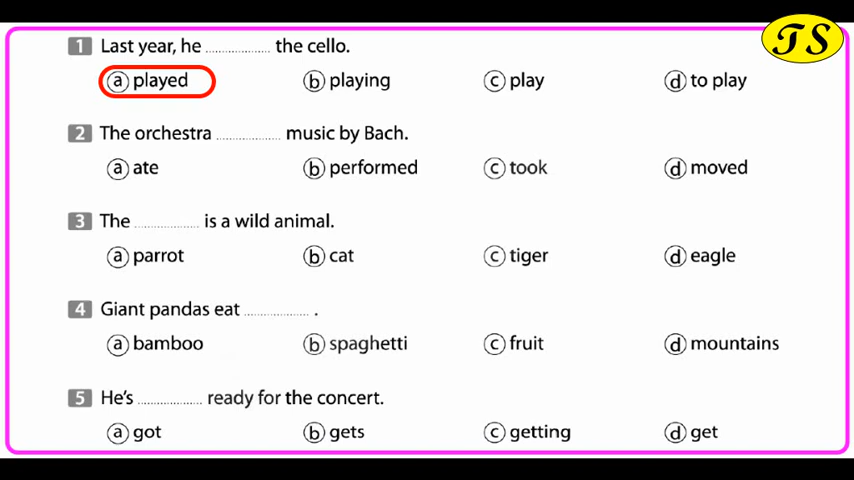 TS
1 Last year, he .................... the cello.
a played b playing c play d to play
2 The orchestra .................... music by Bach.
a ate b performed c took d moved
3 The .................... is a wild animal.
a parrot b cat c tiger d eagle
4 Giant pandas eat .................... .
a bamboo b spaghetti c fruit d mountains
5 He's .................... ready for the concert.
a got b gets c getting d get